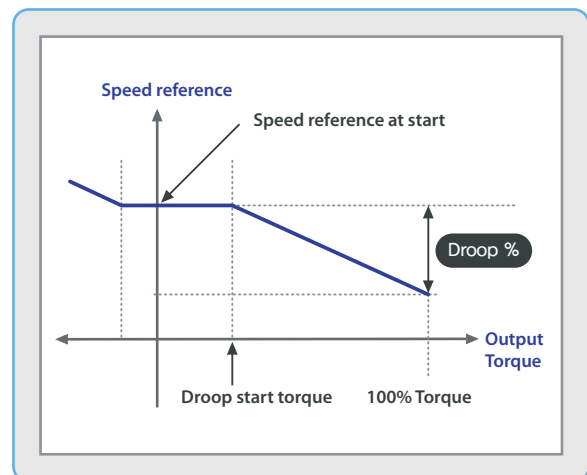 Speed reference
Speed reference at start
Droop %
Output
Torque
Droop start torque
100% Torque